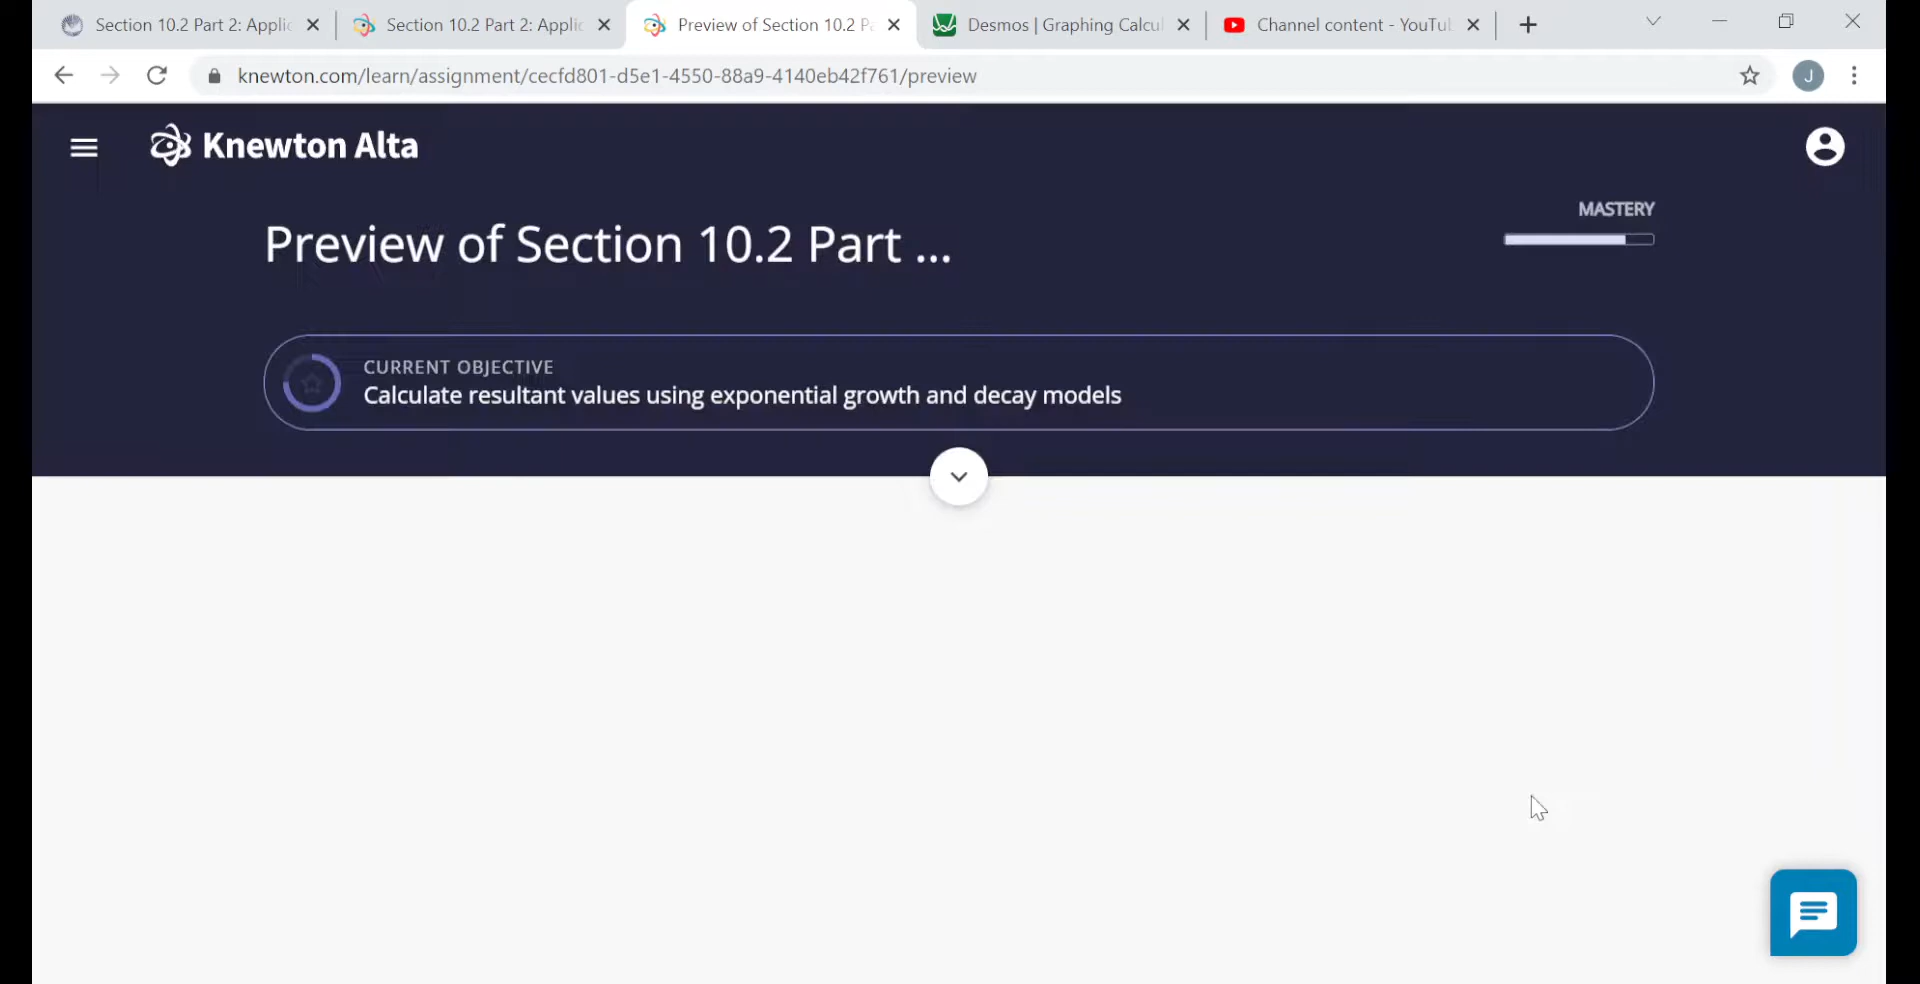 Section 10.2 Part 2: Applic
Section 10.2 Part 2: Applic
Preview of Section 10.2 Pa
Desmos | Graphing Calcul
Channel content - YouTub
knewton.com/learn/assignment/cecfd801-d5e1-4550-88a9-4140eb42f761/preview
J
Knewton Alta
MASTERY
Preview of Section 10.2 Part ...
CURRENT OBJECTIVE
Calculate resultant values using exponential growth and decay models